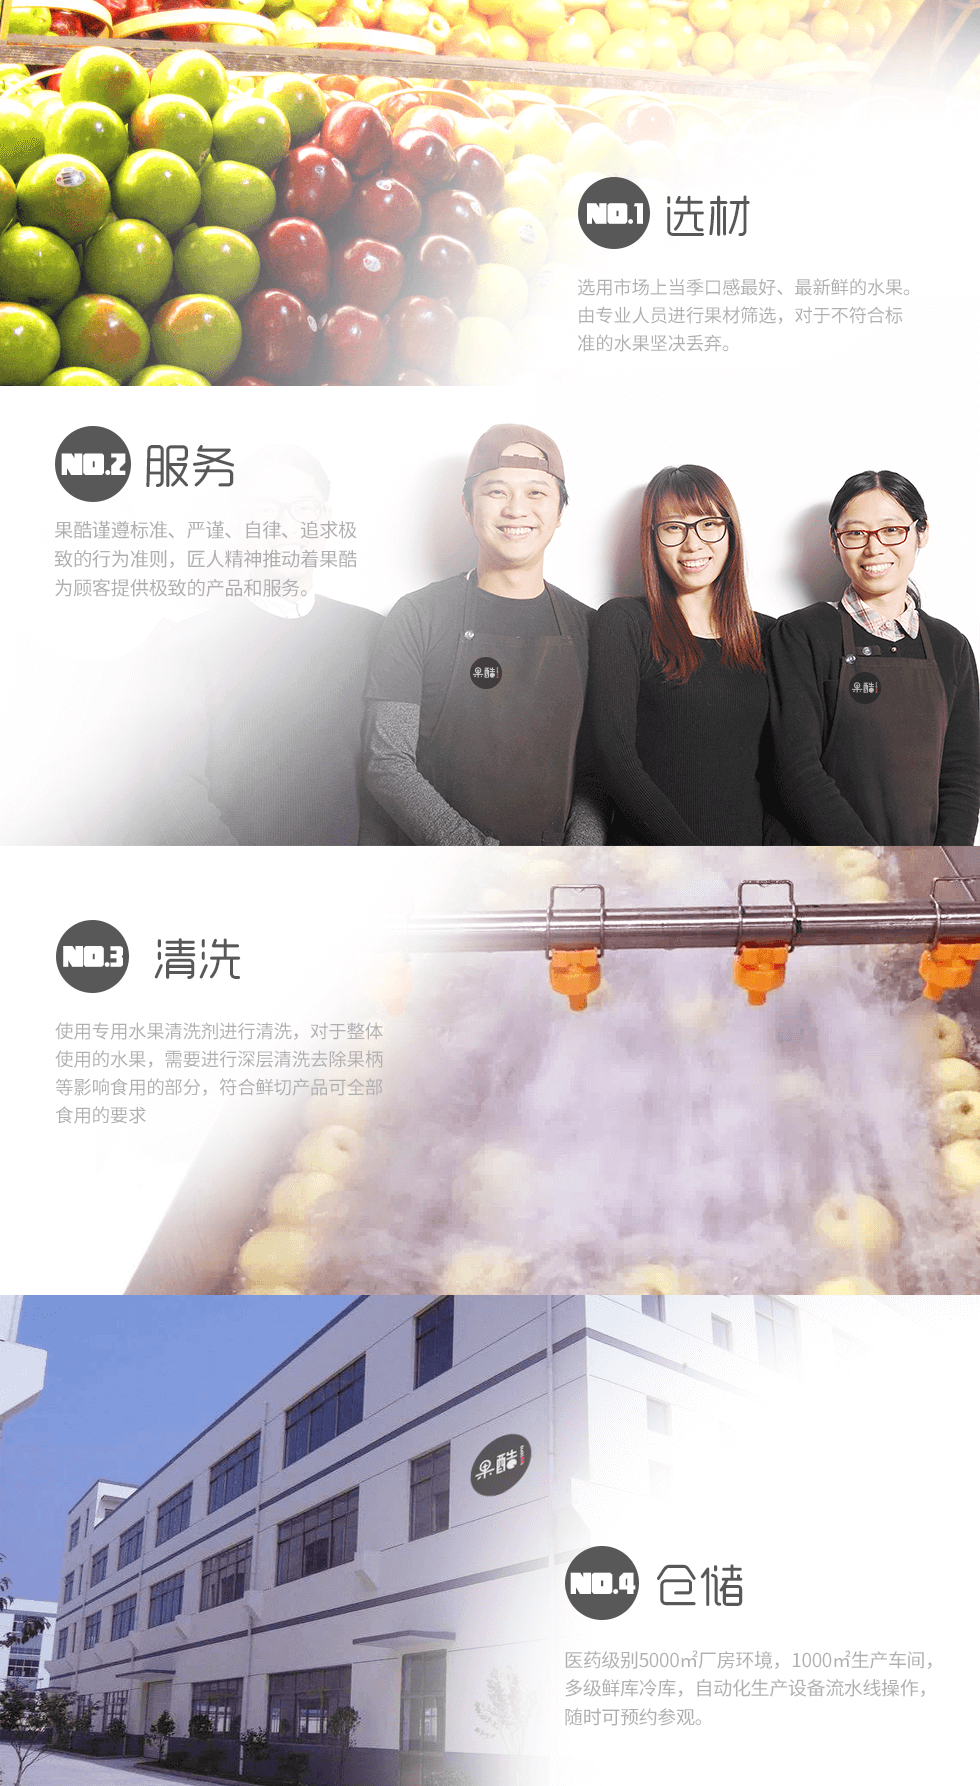 NO.1 选材
选用市场上当季口感最好、最新鲜的水果。
由专业人员进行果材筛选，对于不符合标
准的水果坚决丢弃。
NO.2 服务
果酷谨遵标准、严谨、自律、追求极
致的行为准则，匠人精神推动着果酷
为顾客提供极致的产品和服务。
果酷
果酷
NO.3 清洗
使用专用水果清洗剂进行清洗，对于整体
使用的水果，需要进行深层清洗去除果柄
等影响食用的部分，符合鲜切产品可全部
食用的要求
果酷
NO.4 仓储
医药级别5000㎡厂房环境，1000㎡生产车间，
多级鲜库冷库，自动化生产设备流水线操作，
随时可预约参观。